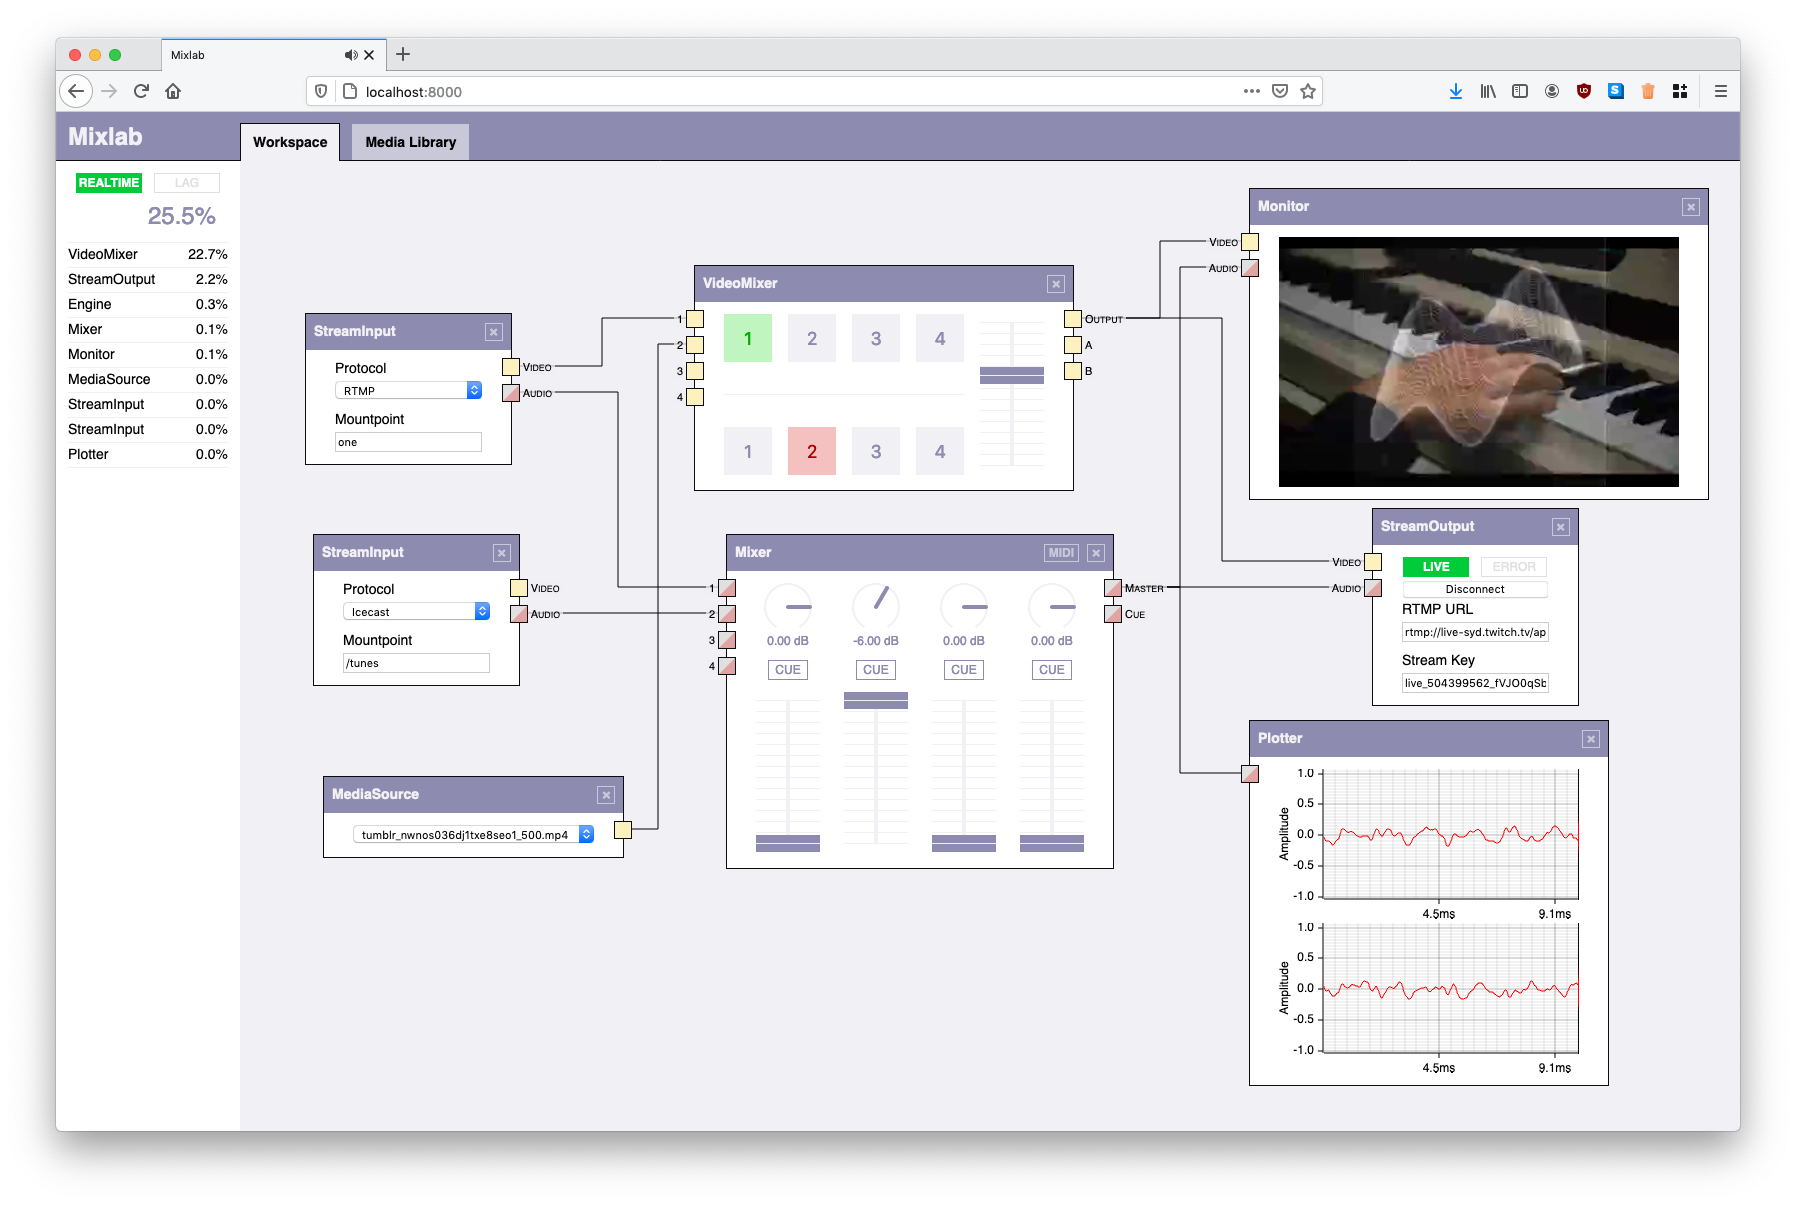 Mixlab
localhost:8000
Mixlab
Workspace
Media Library
REALTIME
LAG
25.5%
VideoMixer 22.7%
StreamOutput 2.2%
Engine 0.3%
Mixer 0.1%
Monitor 0.1%
MediaSource 0.0%
StreamInput 0.0%
StreamInput 0.0%
Plotter 0.0%
StreamInput
Protocol
RTMP
Mountpoint
one
VIDEO
AUDIO
StreamInput
Protocol
Icecast
Mountpoint
/tunes
VIDEO
AUDIO
MediaSource
tumblr_nwnos036dj1txe8seo1_500.mp4
VideoMixer
1
2
3
4
1 2 3 4
1 2 3 4
OUTPUT
A
B
Mixer
MIDI
1
2
3
4
0.00 dB -6.00 dB 0.00 dB 0.00 dB
CUE CUE CUE CUE
MASTER
CUE
Monitor
VIDEO
AUDIO
StreamOutput
VIDEO
AUDIO
LIVE ERROR
Disconnect
RTMP URL
rtmp://live-syd.twitch.tv/ap
Stream Key
live_504399562_fVJO0qSb
Plotter
Amplitude
1.0
0.5
0.0
-0.5
-1.0
4.5ms 9.1ms
Amplitude
1.0
0.5
0.0
-0.5
-1.0
4.5ms 9.1ms